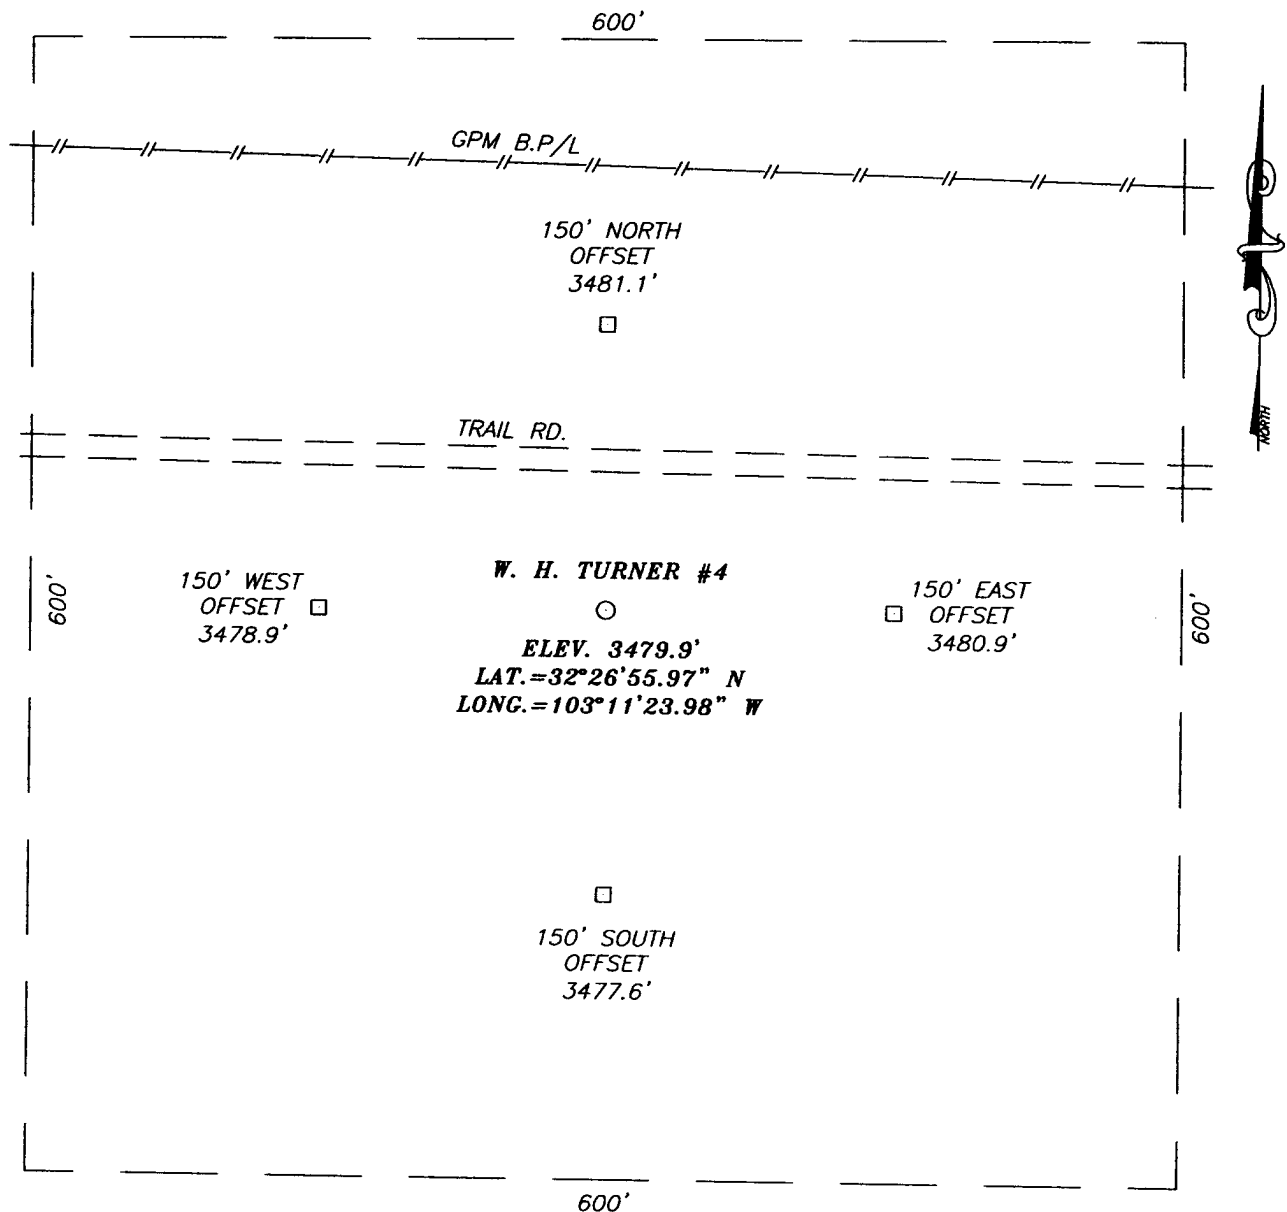 600'
GPM B.P/L
150' NORTH
OFFSET
3481.1'
NORTH
TRAIL RD.
600'
150' WEST
OFFSET
3478.9'
W. H. TURNER #4
ELEV. 3479.9'
LAT.=32°26'55.97" N
LONG.=103°11'23.98" W
150' EAST
OFFSET
3480.9'
600'
150' SOUTH
OFFSET
3477.6'
600'